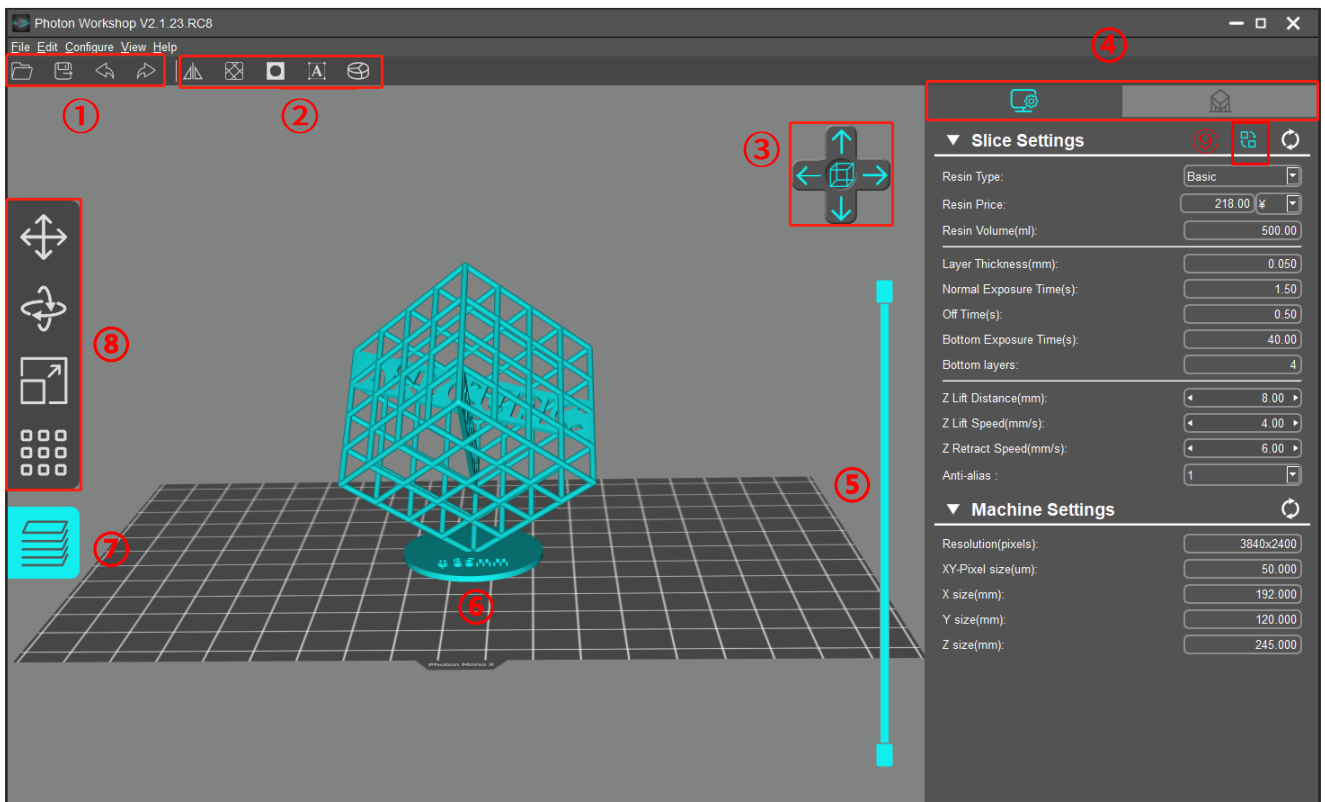 Photon Workshop V2.1.23 RC8
File Edit Configure View Help
① ② ③ ④
A
▼ Slice Settings ⑨
Resin Type: Basic
Resin Price: 218.00 ¥
Resin Volume(ml): 500.00
Layer Thickness(mm): 0.050
Normal Exposure Time(s): 1.50
Off Time(s): 0.50
Bottom Exposure Time(s): 40.00
Bottom layers: 4
Z Lift Distance(mm): 8.00
Z Lift Speed(mm/s): 4.00
Z Retract Speed(mm/s): 6.00
Anti-alias : 1
▼ Machine Settings
Resolution(pixels): 3840x2400
XY-Pixel size(um): 50.000
X size(mm): 192.000
Y size(mm): 120.000
Z size(mm): 245.000
⑧
⑤
⑦
⑥
Photon Mono X